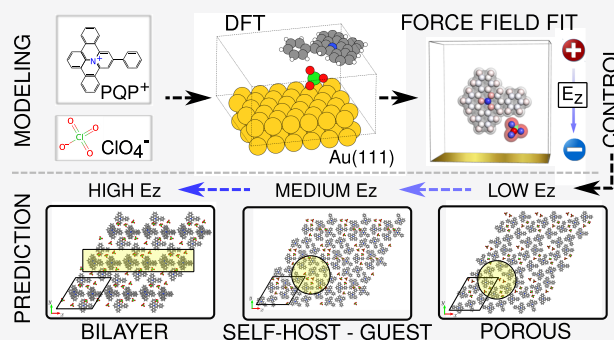 MODELING
DFT
FORCE FIELD FIT
N+
PQP+
O
O
Cl
O-
O
ClO4-
Au(111)
+
Ez
−
CONTROL
PREDICTION
HIGH Ez
MEDIUM Ez
LOW Ez
BILAYER
SELF-HOST - GUEST
POROUS